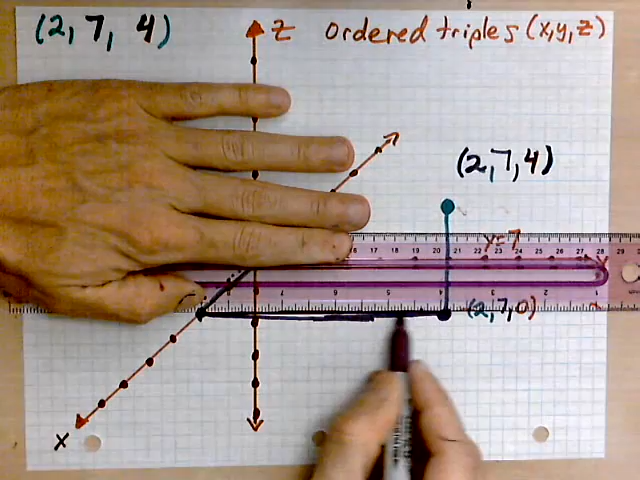 (2, 7, 4)
z
ordered triples (x,y,z)
(2,7,4)
y=7
(2,7,0)
x